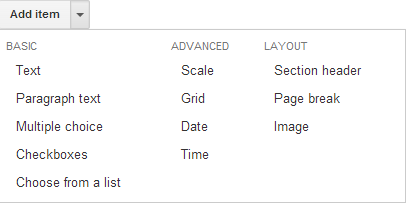 Add item
BASIC
Text
Paragraph text
Multiple choice
Checkboxes
Choose from a list
ADVANCED
Scale
Grid
Date
Time
LAYOUT
Section header
Page break
Image